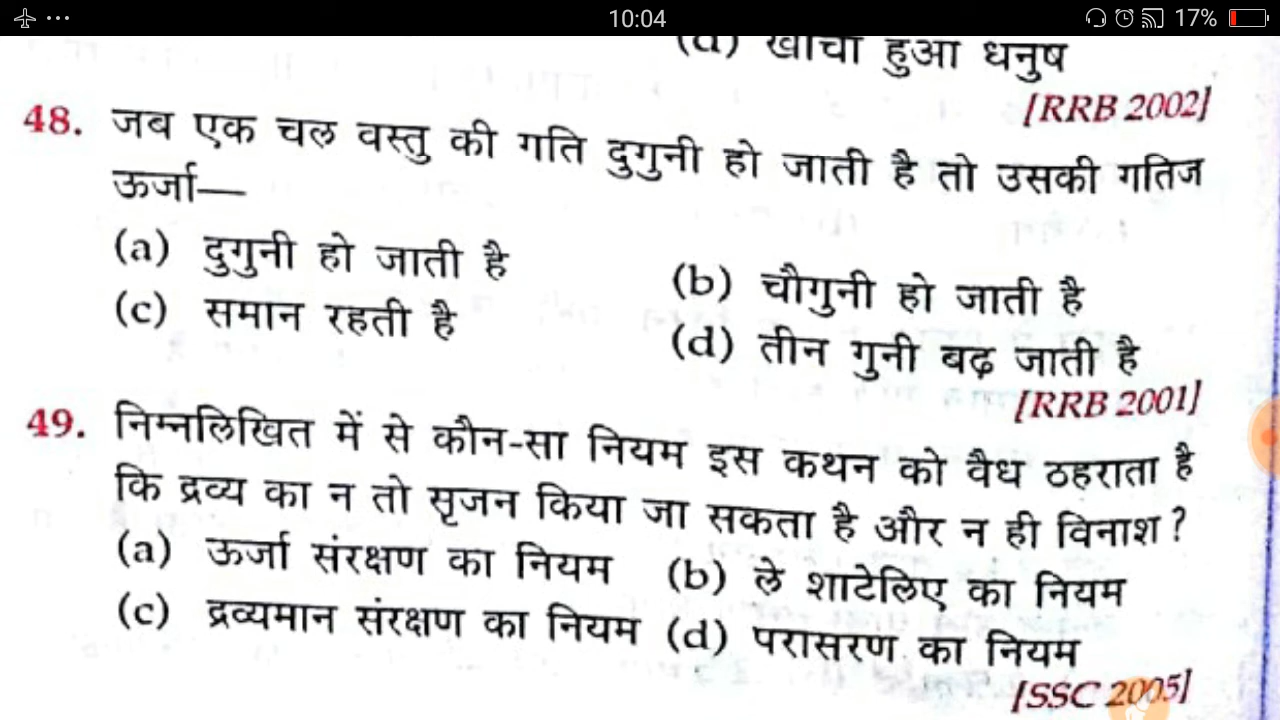 10:04
17%
(d) खींचा हुआ धनुष
[RRB 2002]
48. जब एक चल वस्तु की गति दुगुनी हो जाती है तो उसकी गतिज
ऊर्जा—
(a) दुगुनी हो जाती है
(b) चौगुनी हो जाती है
(c) समान रहती है
(d) तीन गुनी बढ़ जाती है
[RRB 2001]
49. निम्नलिखित में से कौन-सा नियम इस कथन को वैध ठहराता है
कि द्रव्य का न तो सृजन किया जा सकता है और न ही विनाश ?
(a) ऊर्जा संरक्षण का नियम (b) ले शाटेलिए का नियम
(c) द्रव्यमान संरक्षण का नियम (d) परासरण का नियम
[SSC 2005]